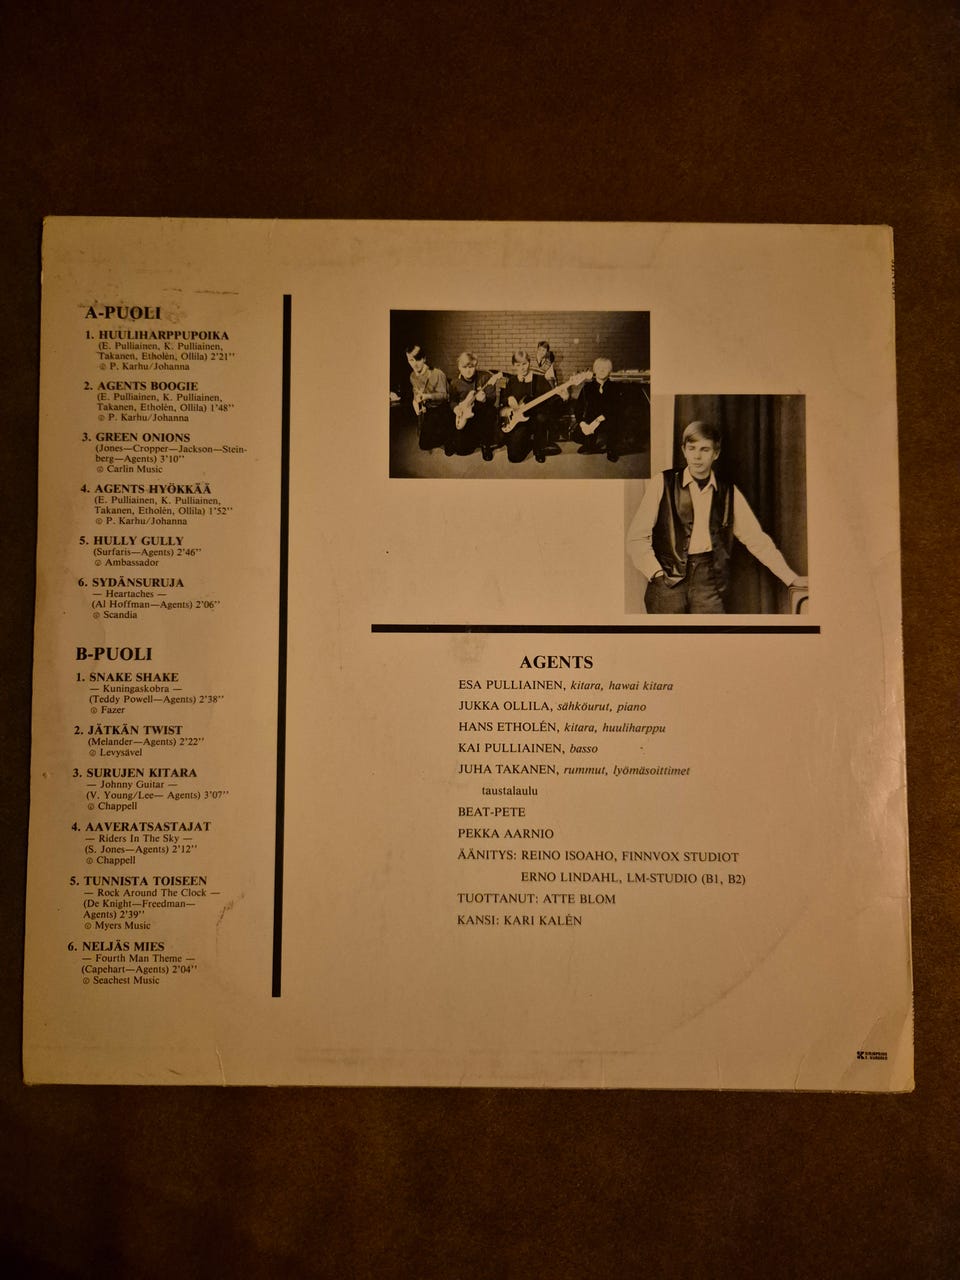 A-PUOLI
1. HUULIHARPPUPOIKA
(E. Pulliainen, K. Pulliainen,
Takanen, Etholén, Ollila) 2'21''
℗ P. Karhu/Johanna
2. AGENTS BOOGIE
(E. Pulliainen, K. Pulliainen,
Takanen, Etholén, Ollila) 1'48''
℗ P. Karhu/Johanna
3. GREEN ONIONS
(Jones—Cropper—Jackson—Stein-
berg—Agents) 3'10''
℗ Carlin Music
4. AGENTS HYÖKKÄÄ
(E. Pulliainen, K. Pulliainen,
Takanen, Etholén, Ollila) 1'52''
℗ P. Karhu/Johanna
5. HULLY GULLY
(Surfaris—Agents) 2'46''
℗ Ambassador
6. SYDÄNSURUJA
— Heartaches —
(Al Hoffman—Agents) 2'06''
℗ Scandia
B-PUOLI
1. SNAKE SHAKE
— Kuningaskobra —
(Teddy Powell—Agents) 2'38''
℗ Fazer
2. JÄTKÄN TWIST
(Melander—Agents) 2'22''
℗ Levysävel
3. SURUJEN KITARA
— Johnny Guitar —
(V. Young/Lee— Agents) 3'07''
℗ Chappell
4. AAVERATSASTAJAT
— Riders In The Sky —
(S. Jones—Agents) 2'12''
℗ Chappell
5. TUNNISTA TOISEEN
— Rock Around The Clock —
(De Knight—Freedman—
Agents) 2'39''
℗ Myers Music
6. NELJÄS MIES
— Fourth Man Theme —
(Capehart—Agents) 2'04''
℗ Seachest Music
AGENTS
ESA PULLIAINEN, kitara, hawai kitara
JUKKA OLLILA, sähköurut, piano
HANS ETHOLÉN, kitara, huuliharppu
KAI PULLIAINEN, basso
JUHA TAKANEN, rummut, lyömäsoittimet
taustalaulu
BEAT-PETE
PEKKA AARNIO
ÄÄNITYS: REINO ISOAHO, FINNVOX STUDIOT
ERNO LINDAHL, LM-STUDIO (B1, B2)
TUOTTANUT: ATTE BLOM
KANSI: KARI KALÉN